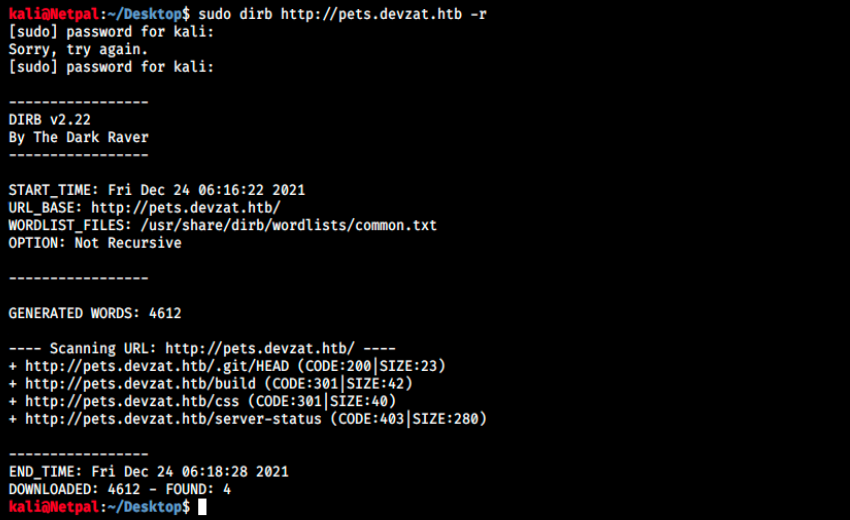 kali@Netpal:~/Desktop$ sudo dirb http://pets.devzat.htb -r
[sudo] password for kali:
Sorry, try again.
[sudo] password for kali:
-----------------
DIRB v2.22
By The Dark Raver
-----------------
START_TIME: Fri Dec 24 06:16:22 2021
URL_BASE: http://pets.devzat.htb/
WORDLIST_FILES: /usr/share/dirb/wordlists/common.txt
OPTION: Not Recursive
-----------------
GENERATED WORDS: 4612
---- Scanning URL: http://pets.devzat.htb/ ----
+ http://pets.devzat.htb/.git/HEAD (CODE:200|SIZE:23)
+ http://pets.devzat.htb/build (CODE:301|SIZE:42)
+ http://pets.devzat.htb/css (CODE:301|SIZE:40)
+ http://pets.devzat.htb/server-status (CODE:403|SIZE:280)
-----------------
END_TIME: Fri Dec 24 06:18:28 2021
DOWNLOADED: 4612 - FOUND: 4
kali@Netpal:~/Desktop$